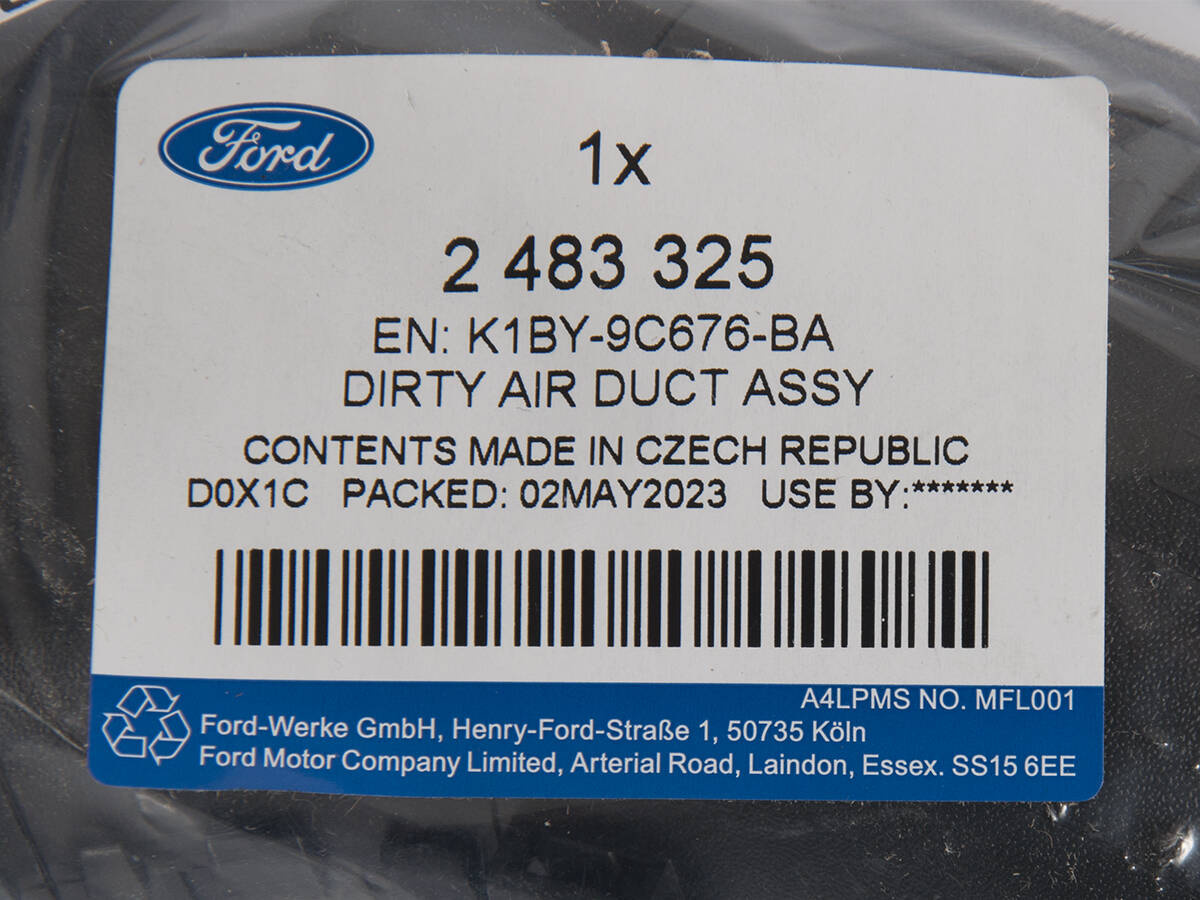 Ford
1x
2 483 325
EN: K1BY-9C676-BA
DIRTY AIR DUCT ASSY
CONTENTS MADE IN CZECH REPUBLIC
D0X1C PACKED: 02MAY2023 USE BY:*******
A4LPMS NO. MFL001
Ford-Werke GmbH, Henry-Ford-Straße 1, 50735 Köln
Ford Motor Company Limited, Arterial Road, Laindon, Essex. SS15 6EE